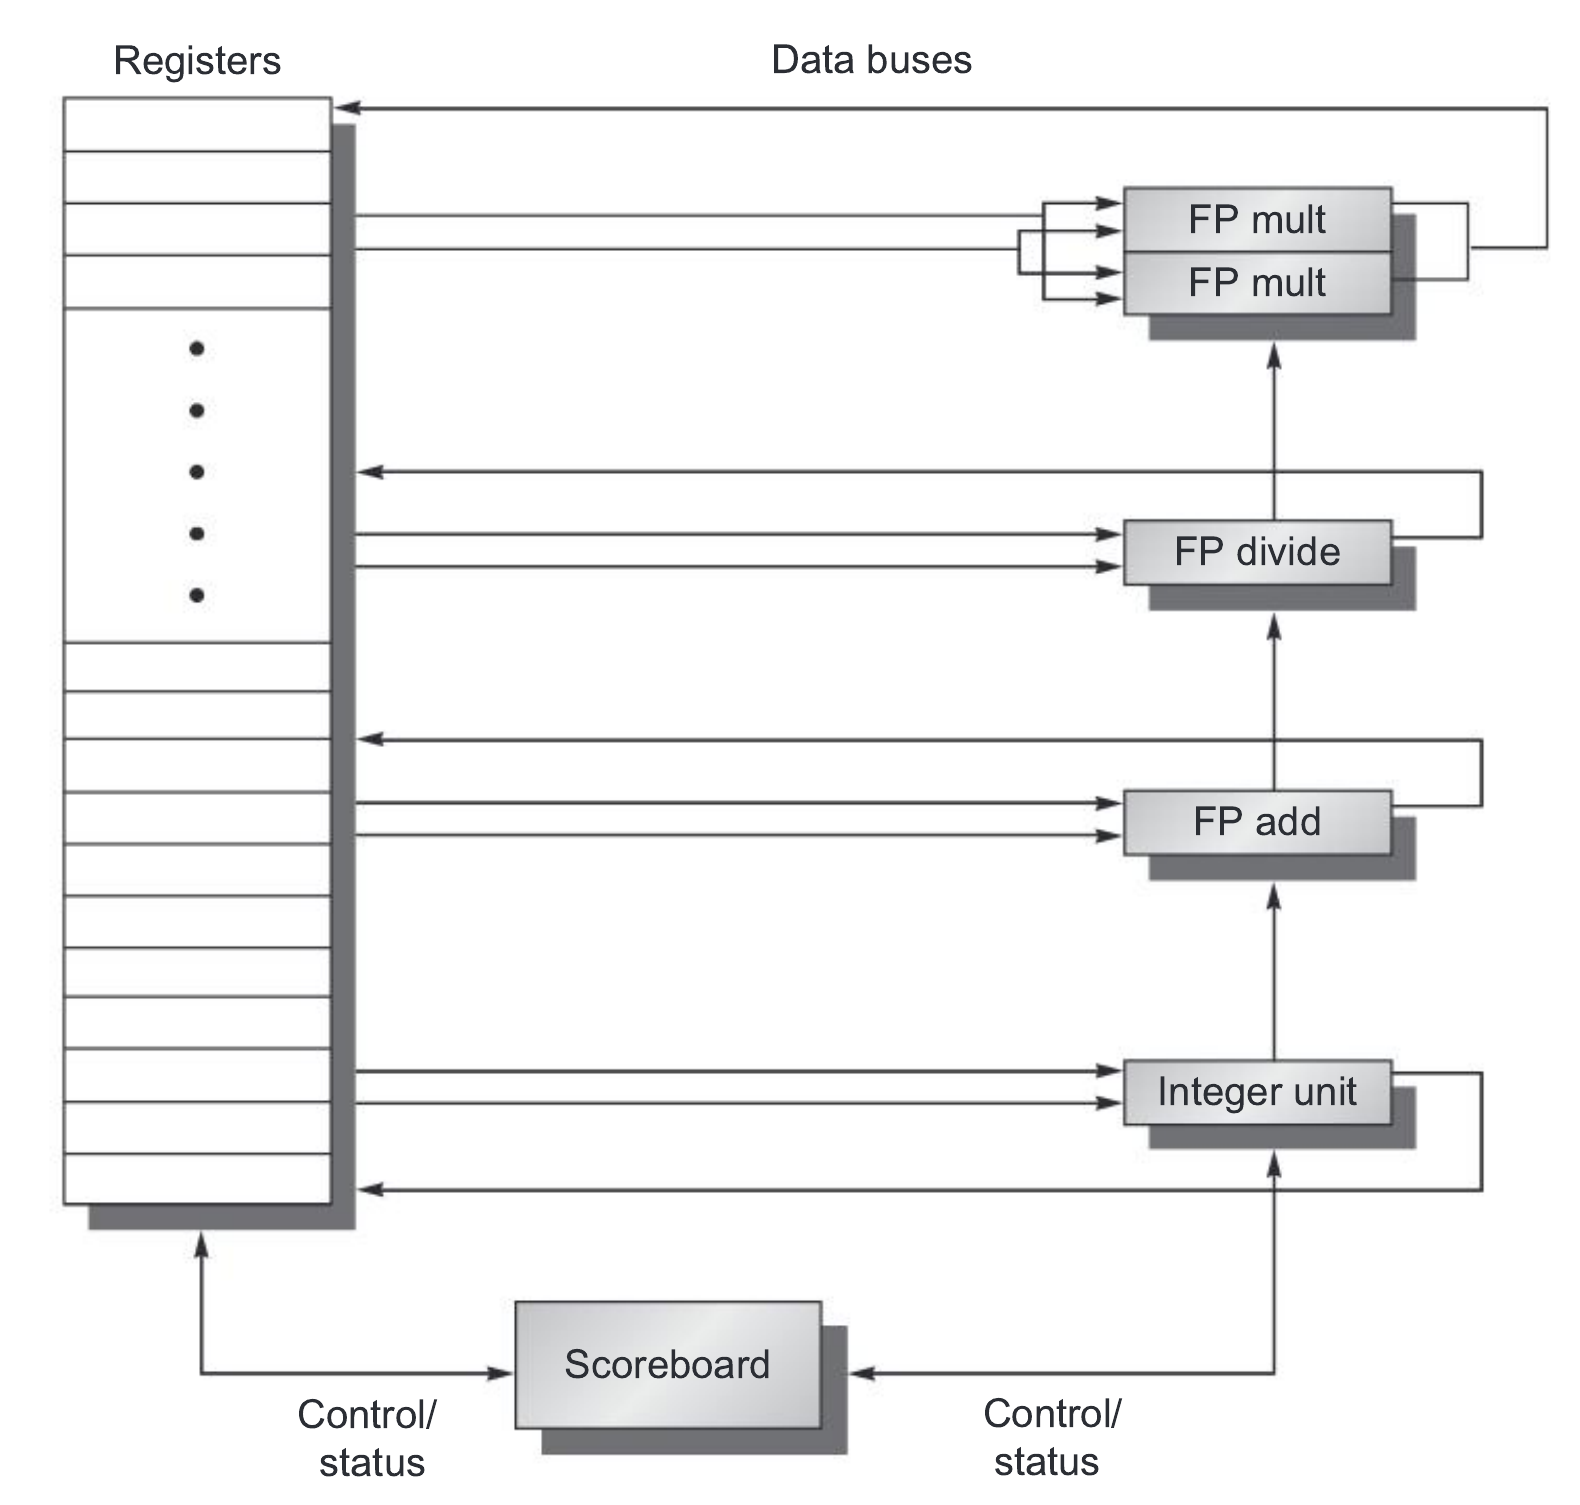 Registers
Data buses
FP mult
FP mult
FP divide
FP add
Integer unit
Scoreboard
Control/
status
Control/
status